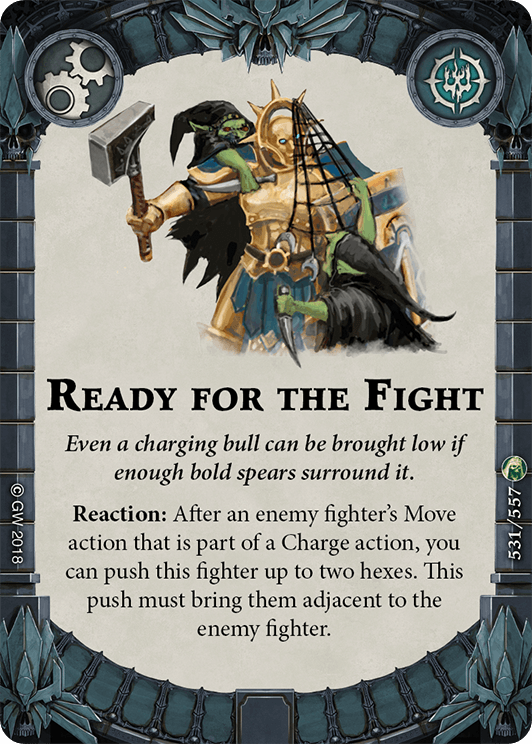 Ready for the Fight
Even a charging bull can be brought low if
enough bold spears surround it.
Reaction: After an enemy fighter's Move
action that is part of a Charge action, you
can push this fighter up to two hexes. This
push must bring them adjacent to the
enemy fighter.
© GW 2018
531/557